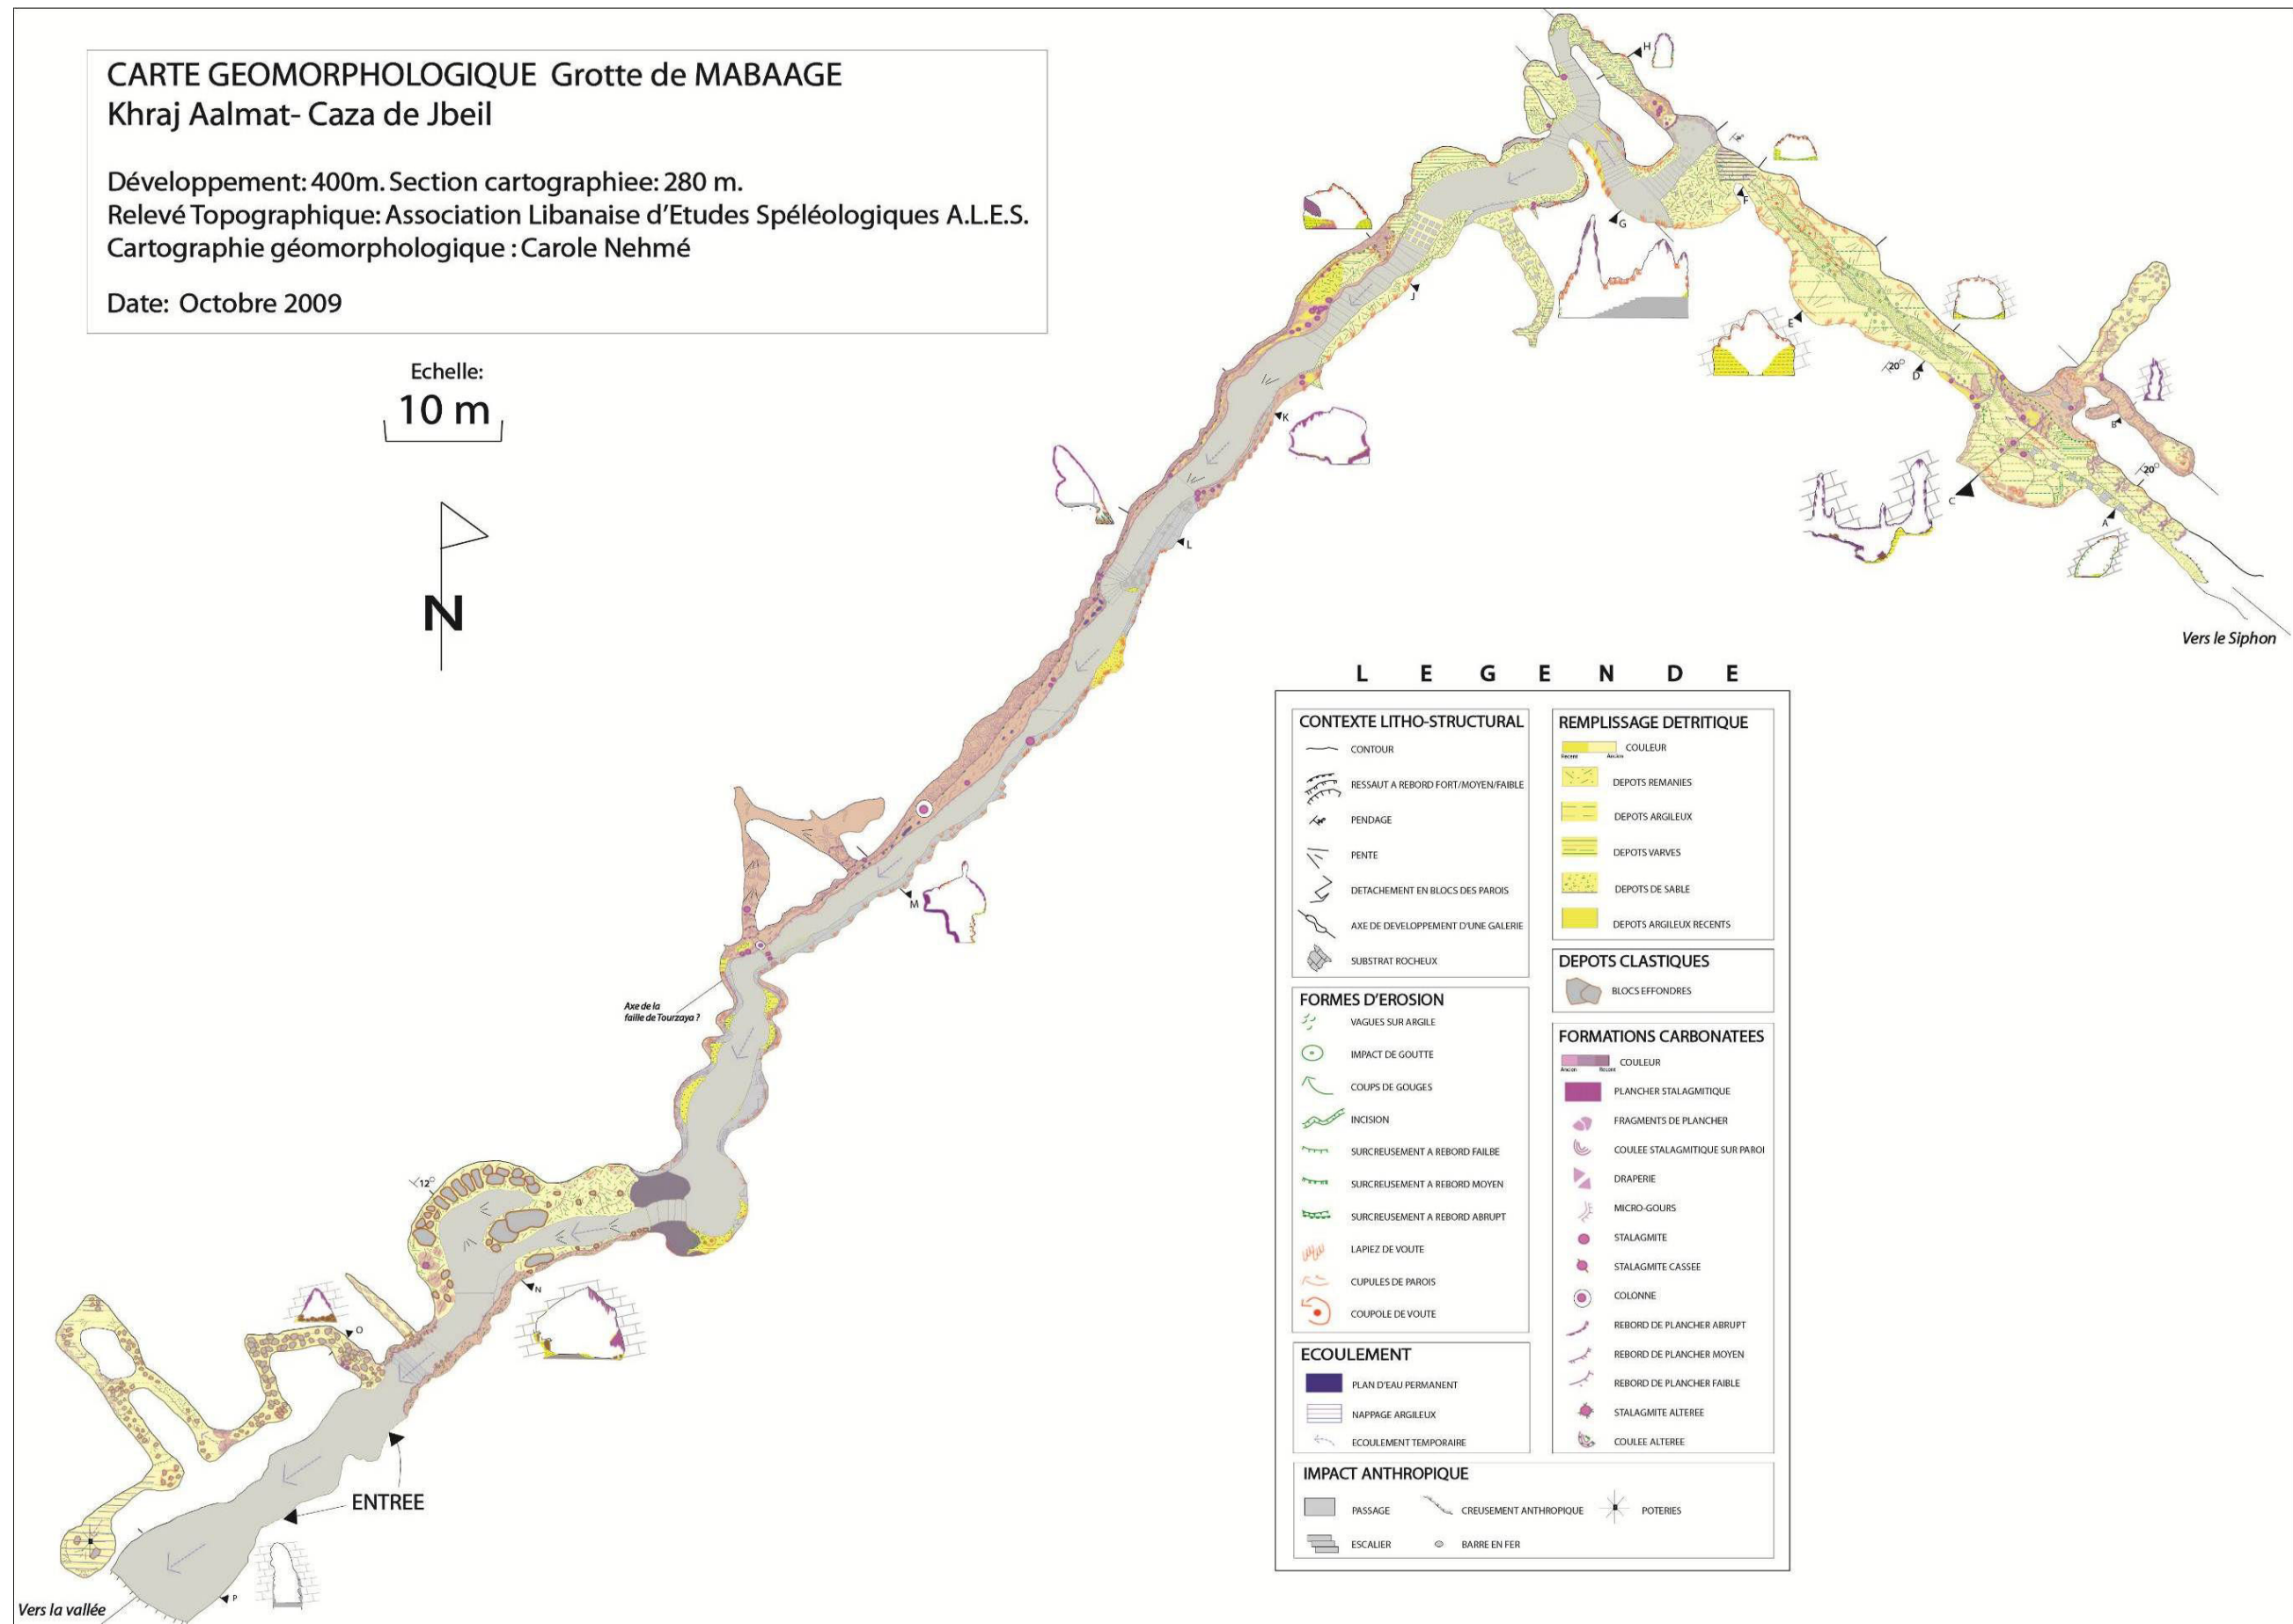 CARTE GEOMORPHOLOGIQUE Grotte de MABAAGE
Khraj Aalmat- Caza de Jbeil
Développement: 400m. Section cartographiee: 280 m.
Relevé Topographique: Association Libanaise d'Etudes Spéléologiques A.L.E.S.
Cartographie géomorphologique : Carole Nehmé
Date: Octobre 2009
Echelle:
10 m
N
H
F
G
E
J
20°
D
B
K
20°
C
A
L
Vers le Siphon
M
Axe de la
faille de Tourzaya ?
12°
N
O
ENTREE
P
Vers la vallée
L E G E N D E
CONTEXTE LITHO-STRUCTURAL
CONTOUR
RESSAUT A REBORD FORT/MOYEN/FAIBLE
PENDAGE
PENTE
DETACHEMENT EN BLOCS DES PAROIS
AXE DE DEVELOPPEMENT D'UNE GALERIE
SUBSTRAT ROCHEUX
FORMES D'EROSION
VAGUES SUR ARGILE
IMPACT DE GOUTTE
COUPS DE GOUGES
INCISION
SURCREUSEMENT A REBORD FAILBE
SURCREUSEMENT A REBORD MOYEN
SURCREUSEMENT A REBORD ABRUPT
LAPIEZ DE VOUTE
CUPULES DE PAROIS
COUPOLE DE VOUTE
ECOULEMENT
PLAN D'EAU PERMANENT
NAPPAGE ARGILEUX
ECOULEMENT TEMPORAIRE
REMPLISSAGE DETRITIQUE
COULEUR
Recent Ancien
DEPOTS REMANIES
DEPOTS ARGILEUX
DEPOTS VARVES
DEPOTS DE SABLE
DEPOTS ARGILEUX RECENTS
DEPOTS CLASTIQUES
BLOCS EFFONDRES
FORMATIONS CARBONATEES
COULEUR
Ancien Recent
PLANCHER STALAGMITIQUE
FRAGMENTS DE PLANCHER
COULEE STALAGMITIQUE SUR PAROI
DRAPERIE
MICRO-GOURS
STALAGMITE
STALAGMITE CASSEE
COLONNE
REBORD DE PLANCHER ABRUPT
REBORD DE PLANCHER MOYEN
REBORD DE PLANCHER FAIBLE
STALAGMITE ALTEREE
COULEE ALTEREE
IMPACT ANTHROPIQUE
PASSAGE
CREUSEMENT ANTHROPIQUE
POTERIES
ESCALIER
BARRE EN FER